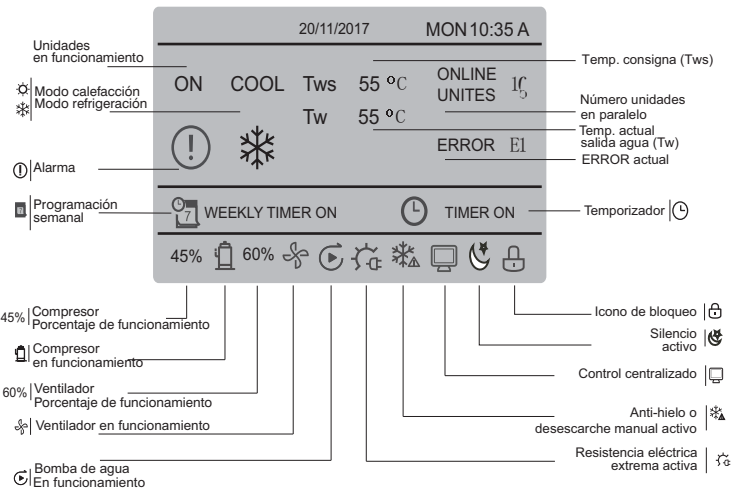 20/11/2017 MON 10:35 A
Unidades
en funcionamiento
Modo calefacción
Modo refrigeración
Alarma
Programación
semanal
ON COOL Tws 55 °C ONLINE
UNITES
Tw 55 °C
ERROR E1
7 WEEKLY TIMER ON TIMER ON
45% 60%
Temp. consigna (Tws)
Número unidades
en paralelo
Temp. actual
salida agua (Tw)
ERROR actual
Temporizador
45% Compresor
Porcentaje de funcionamiento
Compresor
en funcionamiento
60% Ventilador
Porcentaje de funcionamiento
Ventilador en funcionamiento
Bomba de agua
En funcionamiento
Icono de bloqueo
Silencio
activo
Control centralizado
Anti-hielo o
desescarche manual activo
Resistencia eléctrica
extrema activa